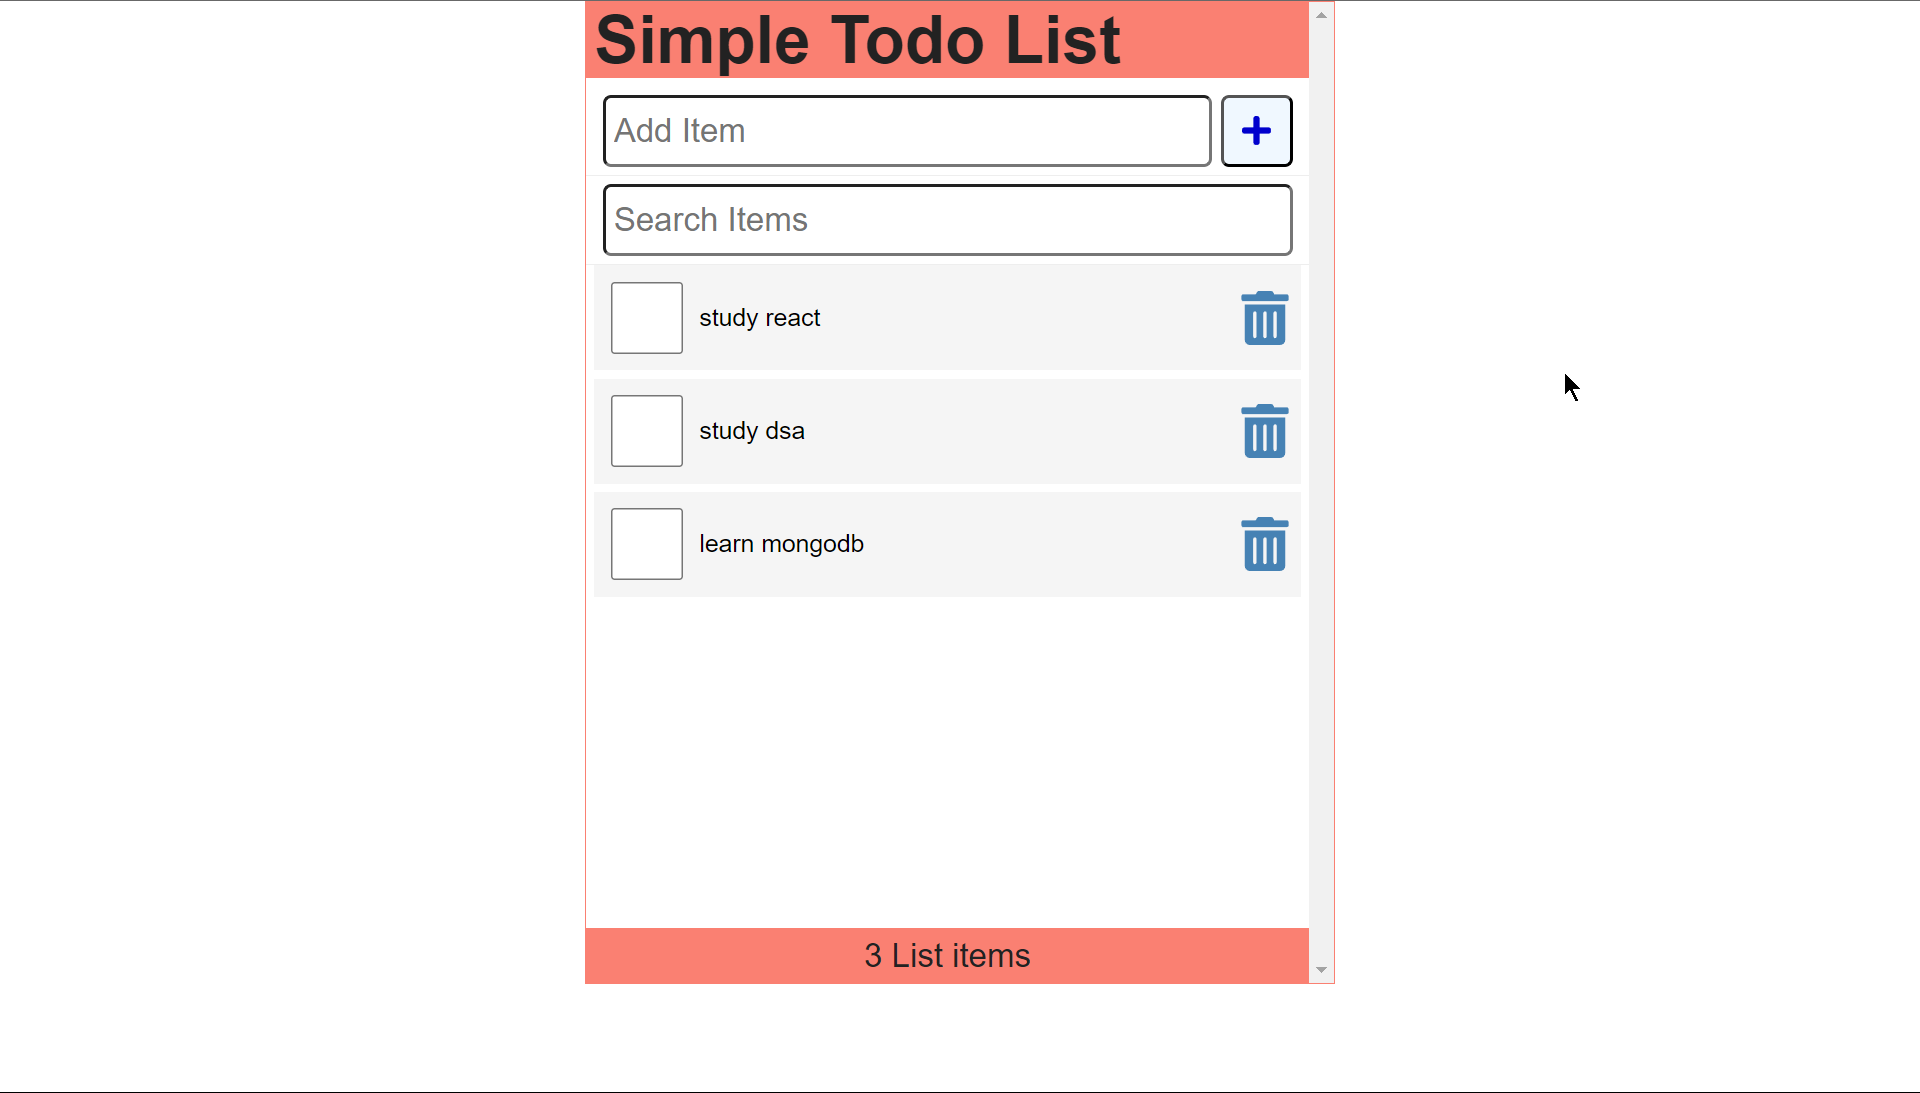 Simple Todo List
Add Item
Search Items
study react
study dsa
learn mongodb
3 List items